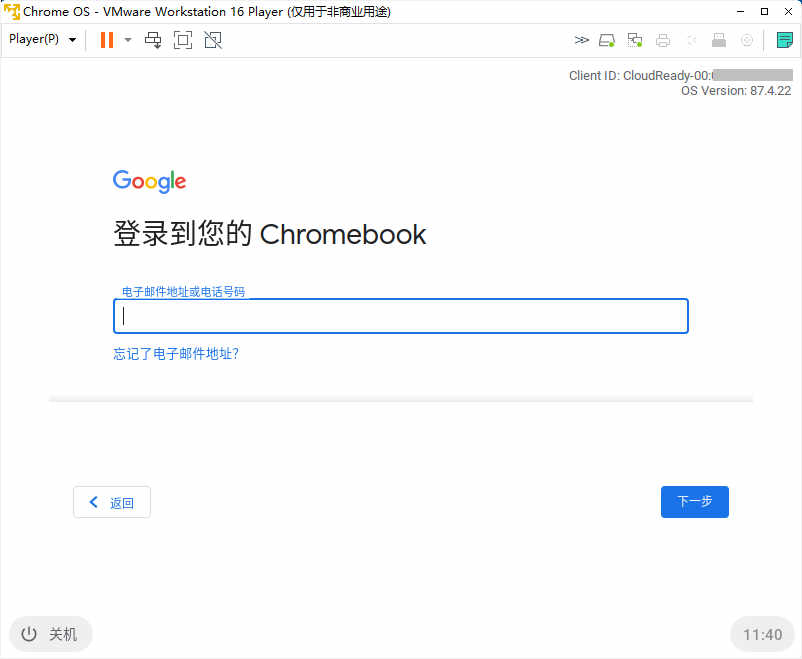 Chrome OS - VMware Workstation 16 Player (仅用于非商业用途)
Player(P)
Client ID: CloudReady-00:
OS Version: 87.4.22
Google
登录到您的 Chromebook
电子邮件地址或电话号码
忘记了电子邮件地址?
返回
下一步
关机
11:40